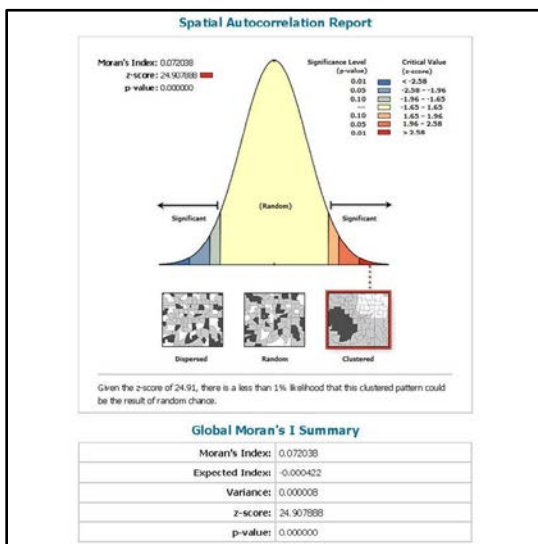 Spatial Autocorrelation Report
Moran's Index: 0.072038
z-score: 24.907888
p-value: 0.000000
Significance Level
(p-value)
Critical Value
(z-score)
0.01 < -2.58
0.05 -2.58 – -1.96
0.10 -1.96 – -1.65
--- -1.65 – 1.65
0.10 1.65 – 1.96
0.05 1.96 – 2.58
0.01 > 2.58
Significant
(Random)
Significant
Dispersed
Random
Clustered
Given the z-score of 24.91, there is a less than 1% likelihood that this clustered pattern could
be the result of random chance.
Global Moran's I Summary
Moran's Index: 0.072038
Expected Index: -0.000422
Variance: 0.000008
z-score: 24.907888
p-value: 0.000000